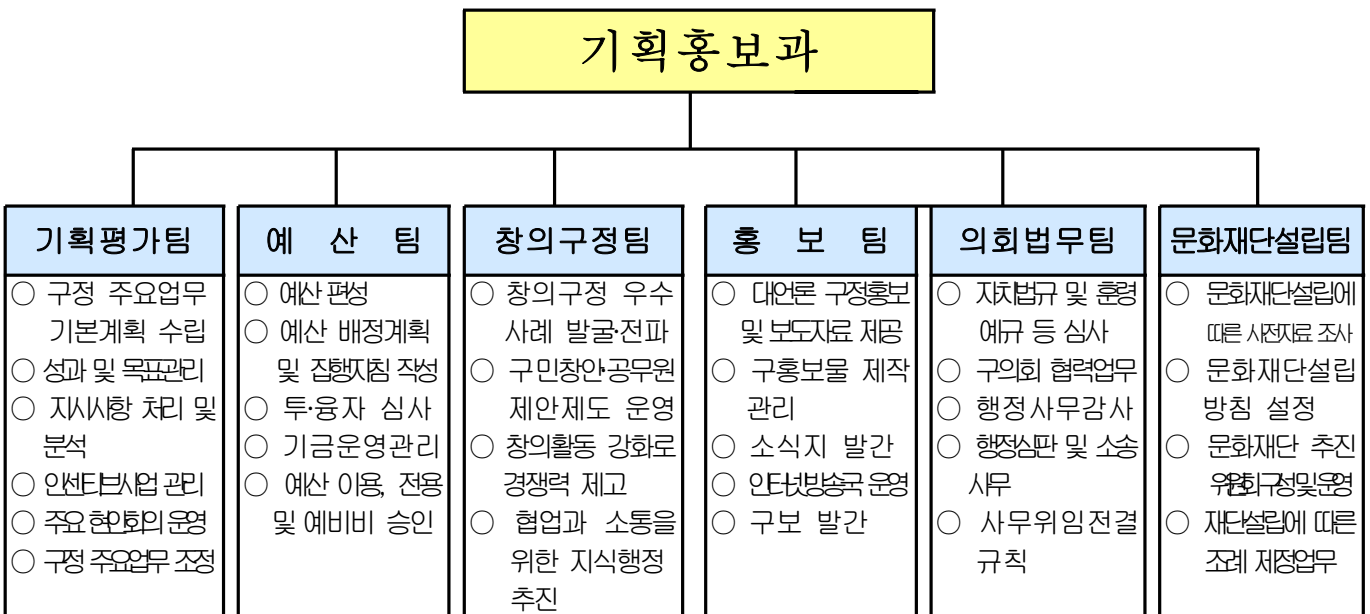 기획홍보과
기획평가팀
○ 구정 주요업무
기본계획 수립
○ 성과 및 목표관리
○ 지시사항 처리 및
분석
○ 인센티브사업 관리
○ 주요 현안회의 운영
○ 구정 주요업무 조정
예 산 팀
○ 예산 편성
○ 예산 배정계획
및 집행지침 작성
○ 투·융자 심사
○ 기금운영관리
○ 예산 이용, 전용
및 예비비 승인
창의구정팀
○ 창의구정 우수
사례 발굴·전파
○ 구민창안·공무원
제안제도 운영
○ 창의활동 강화로
경쟁력 제고
○ 협업과 소통을
위한 지식행정
추진
홍 보 팀
○ 대언론 구정홍보
및 보도자료 제공
○ 구홍보물 제작
관리
○ 소식지 발간
○ 인터넷방송국 운영
○ 구보 발간
의회법무팀
○ 자치법규 및 훈령
예규 등 심사
○ 구의회 협력업무
○ 행정사무감사
○ 행정심판 및 소송
사무
○ 사무위임전결
규칙
문화재단설립팀
○ 문화재단설립에
따른 사전자료 조사
○ 문화재단설립
방침 설정
○ 문화재단 추진
위원회구성및운영
○ 재단설립에 따른
조례 제정업무